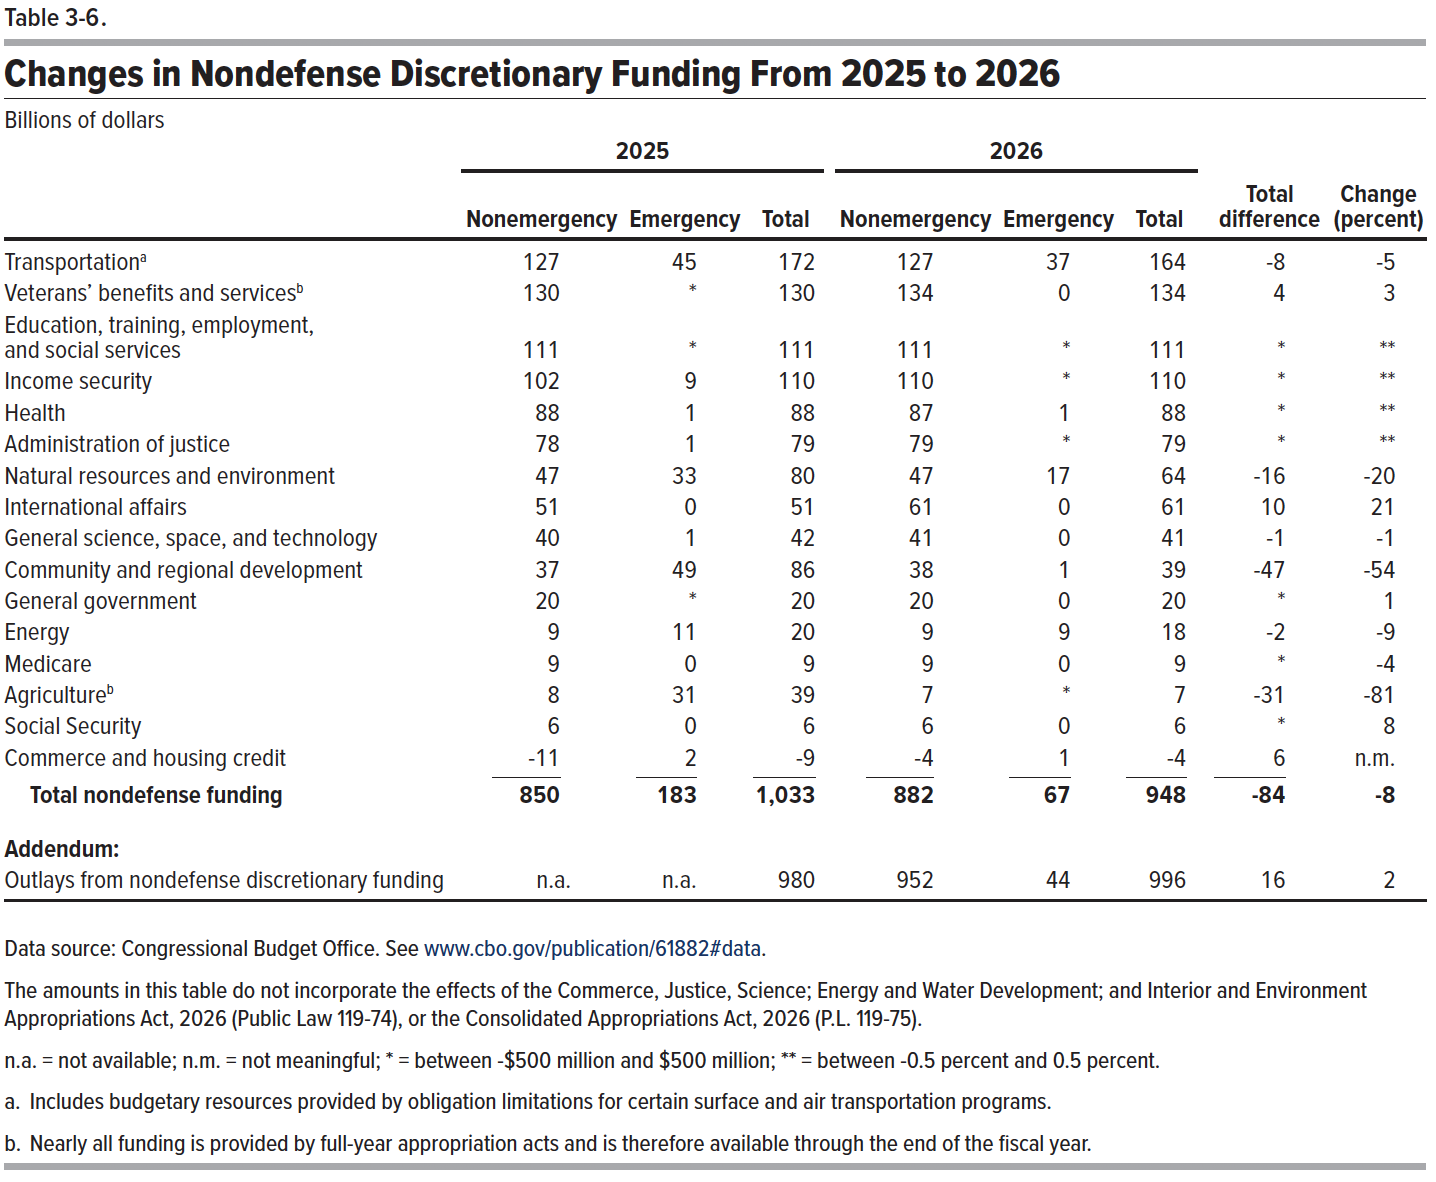 Table 3-6.
Changes in Nondefense Discretionary Funding From 2025 to 2026
Billions of dollars
2025 2026
Total Change
Nonemergency Emergency Total Nonemergency Emergency Total difference (percent)
Transportationa 127 45 172 127 37 164 -8 -5
Veterans’ benefits and servicesb 130 * 130 134 0 134 4 3
Education, training, employment,
and social services 111 * 111 111 * 111 * **
Income security 102 9 110 110 * 110 * **
Health 88 1 88 87 1 88 * **
Administration of justice 78 1 79 79 * 79 * **
Natural resources and environment 47 33 80 47 17 64 -16 -20
International affairs 51 0 51 61 0 61 10 21
General science, space, and technology 40 1 42 41 0 41 -1 -1
Community and regional development 37 49 86 38 1 39 -47 -54
General government 20 * 20 20 0 20 * 1
Energy 9 11 20 9 9 18 -2 -9
Medicare 9 0 9 9 0 9 * -4
Agricultureb 8 31 39 7 * 7 -31 -81
Social Security 6 0 6 6 0 6 * 8
Commerce and housing credit -11 2 -9 -4 1 -4 6 n.m.
Total nondefense funding 850 183 1,033 882 67 948 -84 -8
Addendum:
Outlays from nondefense discretionary funding n.a. n.a. 980 952 44 996 16 2
Data source: Congressional Budget Office. See www.cbo.gov/publication/61882#data.
The amounts in this table do not incorporate the effects of the Commerce, Justice, Science; Energy and Water Development; and Interior and Environment
Appropriations Act, 2026 (Public Law 119-74), or the Consolidated Appropriations Act, 2026 (P.L. 119-75).
n.a. = not available; n.m. = not meaningful; * = between -$500 million and $500 million; ** = between -0.5 percent and 0.5 percent.
a. Includes budgetary resources provided by obligation limitations for certain surface and air transportation programs.
b. Nearly all funding is provided by full-year appropriation acts and is therefore available through the end of the fiscal year.